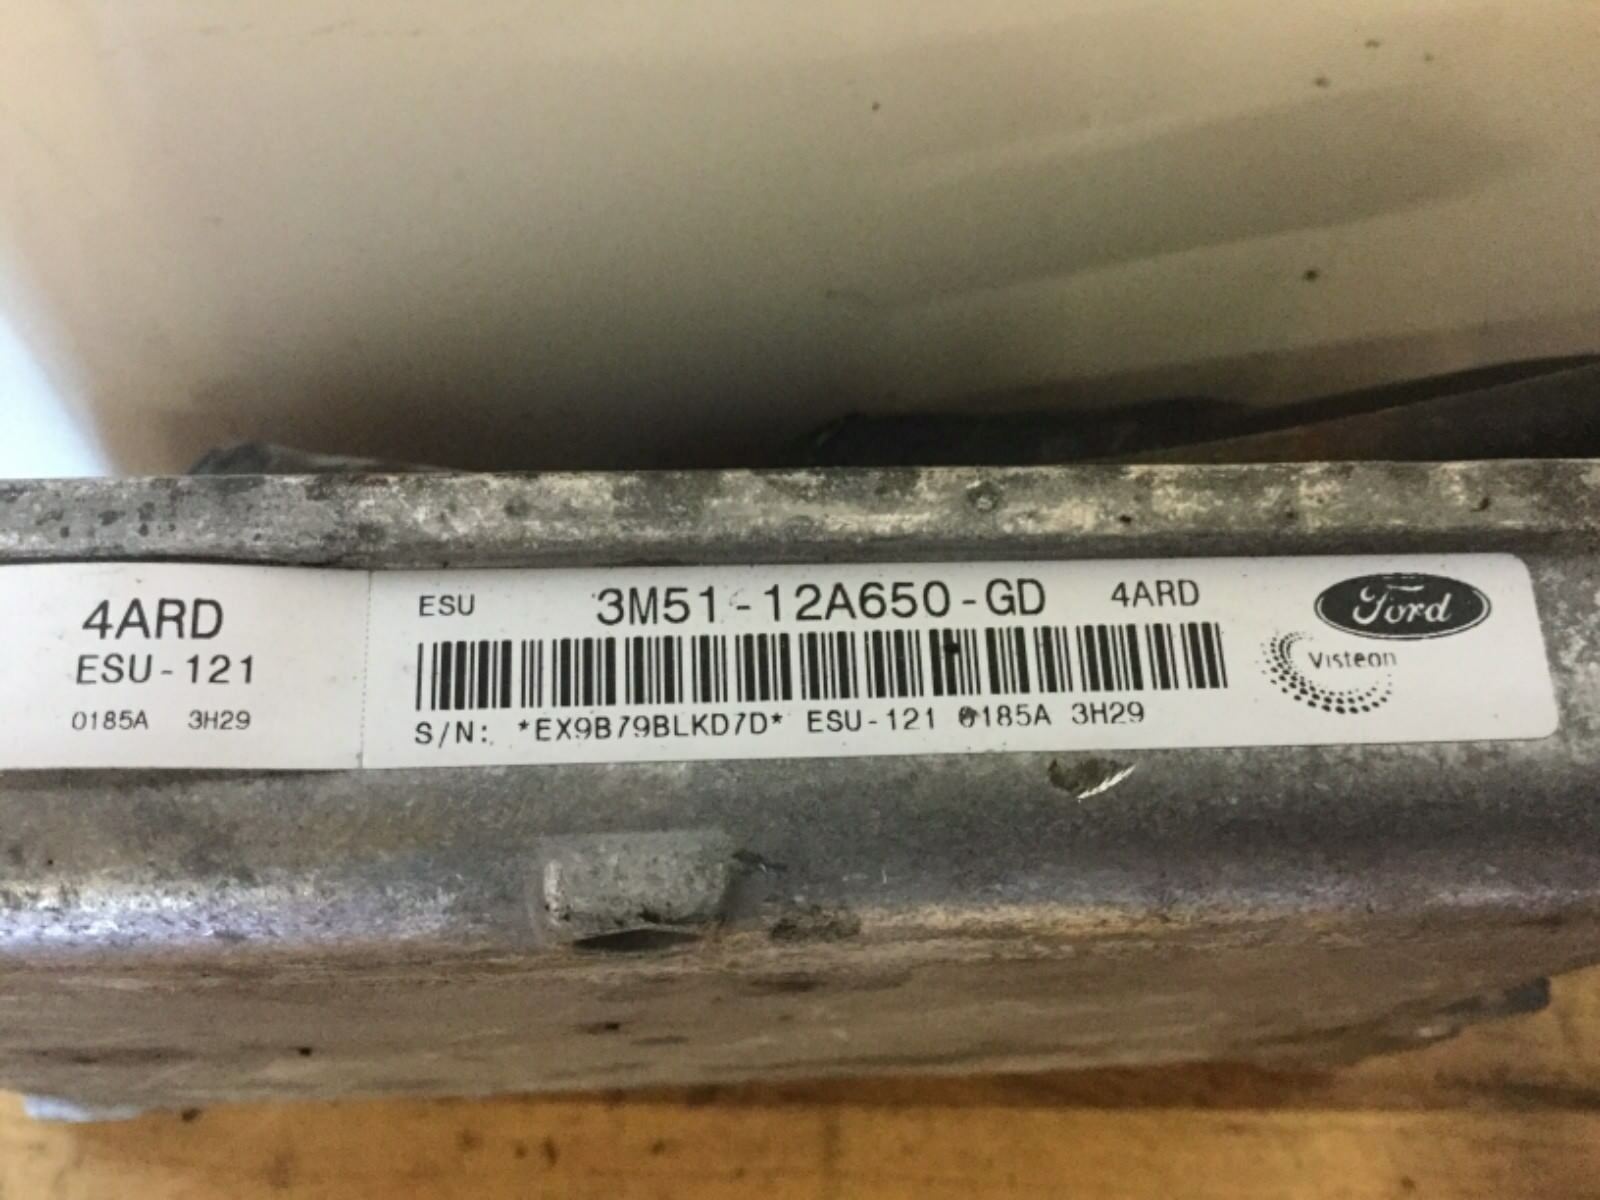 4ARD
ESU-121
0185A 3H29
ESU 3M51-12A650-GD 4ARD
S/N: *EX9B79BLKD7D* ESU-121 0185A 3H29
Ford
Visteon